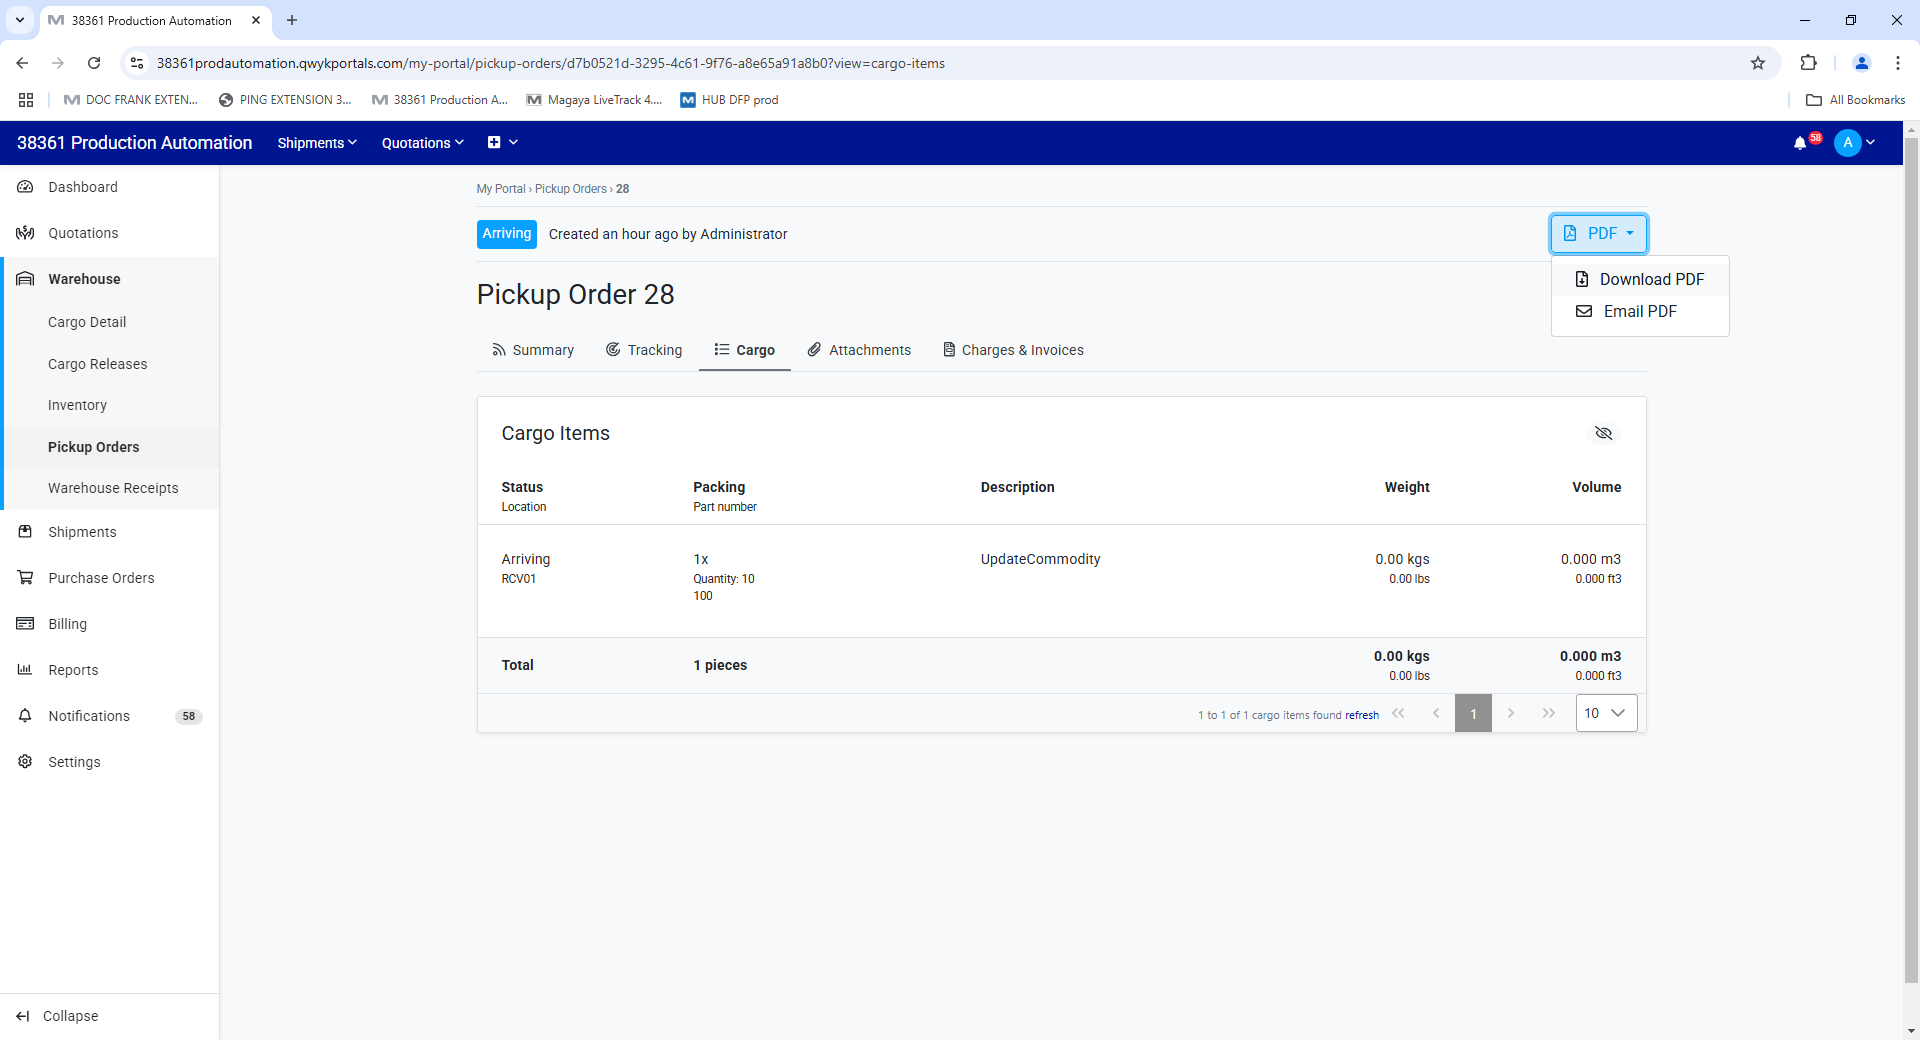 38361 Production Automation
38361prodautomation.qwykportals.com/my-portal/pickup-orders/d7b0521d-3295-4c61-9f76-a8e65a91a8b0?view=cargo-items
DOC FRANK EXTEN...
PING EXTENSION 3...
38361 Production A...
Magaya LiveTrack 4....
HUB DFP prod
All Bookmarks
38361 Production Automation
Shipments
Quotations
58
A
Dashboard
Quotations
Warehouse
Cargo Detail
Cargo Releases
Inventory
Pickup Orders
Warehouse Receipts
Shipments
Purchase Orders
Billing
Reports
Notifications 58
Settings
Collapse
My Portal › Pickup Orders › 28
Arriving Created an hour ago by Administrator
PDF
Download PDF
Email PDF
Pickup Order 28
Summary Tracking Cargo Attachments Charges & Invoices
Cargo Items
Status Packing Description Weight Volume
Location Part number
Arriving 1x UpdateCommodity 0.00 kgs 0.000 m3
RCV01 Quantity: 10 0.00 lbs 0.000 ft3
100
Total 1 pieces 0.00 kgs 0.000 m3
0.00 lbs 0.000 ft3
1 to 1 of 1 cargo items found refresh 1 10